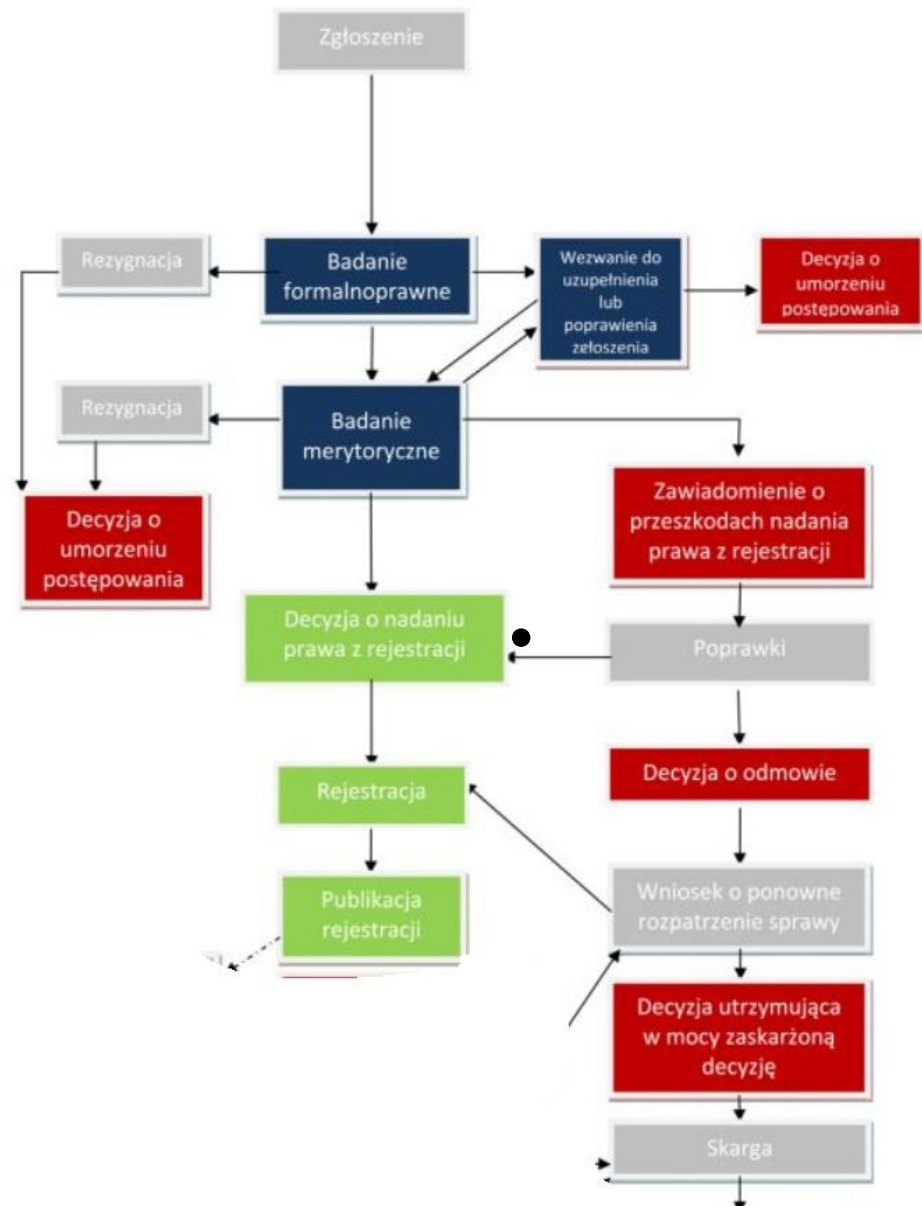 Zgłoszenie
Rezygnacja
Badanie
formalnoprawne
Wezwanie do
uzupełnienia
lub
poprawienia
zełoszenia
Decyzja o
umorzeniu
postępowania
Rezygnacja
Badanie
merytoryczne
Decyzja o
umorzeniu
postępowania
Zawiadomienie o
przeszkodach nadania
prawa z rejestracji
Decyzja o nadaniu
prawa z rejestracji
Poprawki
Rejestracja
Decyzja o odmowie
Publikacja
rejestracji
Wniosek o ponowne
rozpatrzenie sprawy
Decyzja utrzymująca
w mocy zaskarżoną
decyzję
Skarga